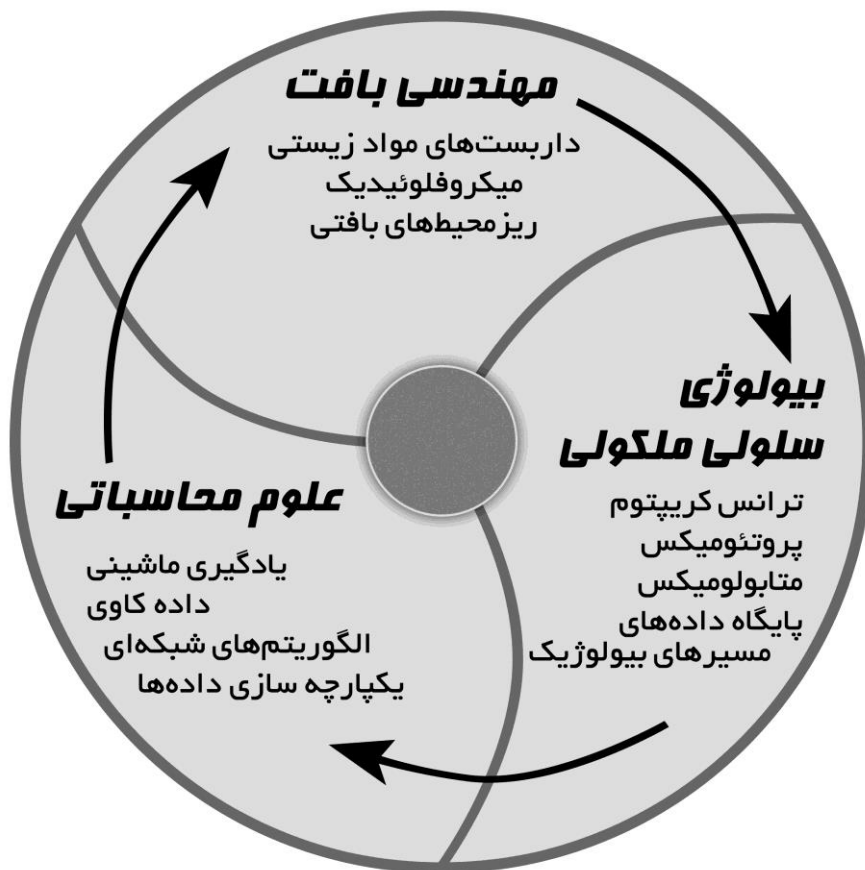 مهندسی بافت
داربست‌های مواد زیستی
میکروفلوئیدیک
ریزمحیط‌های بافتی
بیولوژی
سلولی ملکولی
ترانس کریپتوم
پروتئومیکس
متابولومیکس
پایگاه داده‌های
مسیرهای بیولوژیک
علوم محاسباتی
یادگیری ماشینی
داده کاوی
الگوریتم‌های شبکه‌ای
یکپارچه سازی داده‌ها